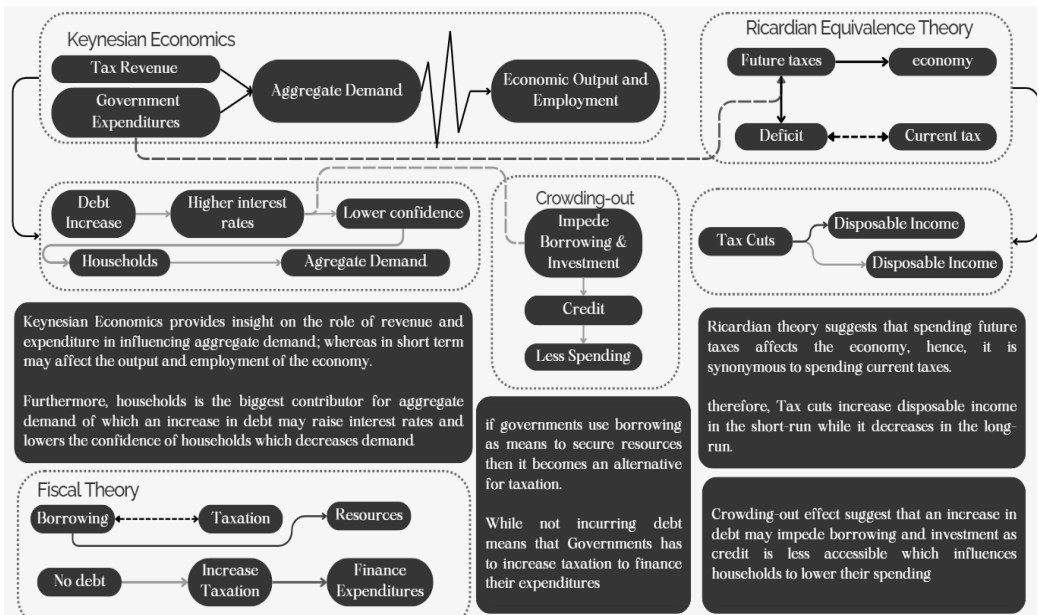 Keynesian Economics
Tax Revenue
Government
Expenditures
Aggregate Demand
Economic Output and
Employment
Ricardian Equivalence Theory
Future taxes
economy
Deficit
Current tax
Debt
Increase
Higher interest
rates
Lower confidence
Households
Agregate Demand
Crowding-out
Impede
Borrowing &
Investment
Credit
Less Spending
Tax Cuts
Disposable Income
Disposable Income
Keynesian Economics provides insight on the role of revenue and
expenditure in influencing aggregate demand; whereas in short term
may affect the output and employment of the economy.
Furthermore, households is the biggest contributor for aggregate
demand of which an increase in debt may raise interest rates and
lowers the confidence of households which decreases demand
if governments use borrowing
as means to secure resources
then it becomes an alternative
for taxation.
While not incurring debt
means that Governments has
to increase taxation to finance
their expenditures
Ricardian theory suggests that spending future
taxes affects the economy, hence, it is
synonymous to spending current taxes.
therefore, Tax cuts increase disposable income
in the short-run while it decreases in the long-
run.
Crowding-out effect suggest that an increase in
debt may impede borrowing and investment as
credit is less accessible which influences
households to lower their spending
Fiscal Theory
Borrowing
Taxation
Resources
No debt
Increase
Taxation
Finance
Expenditures